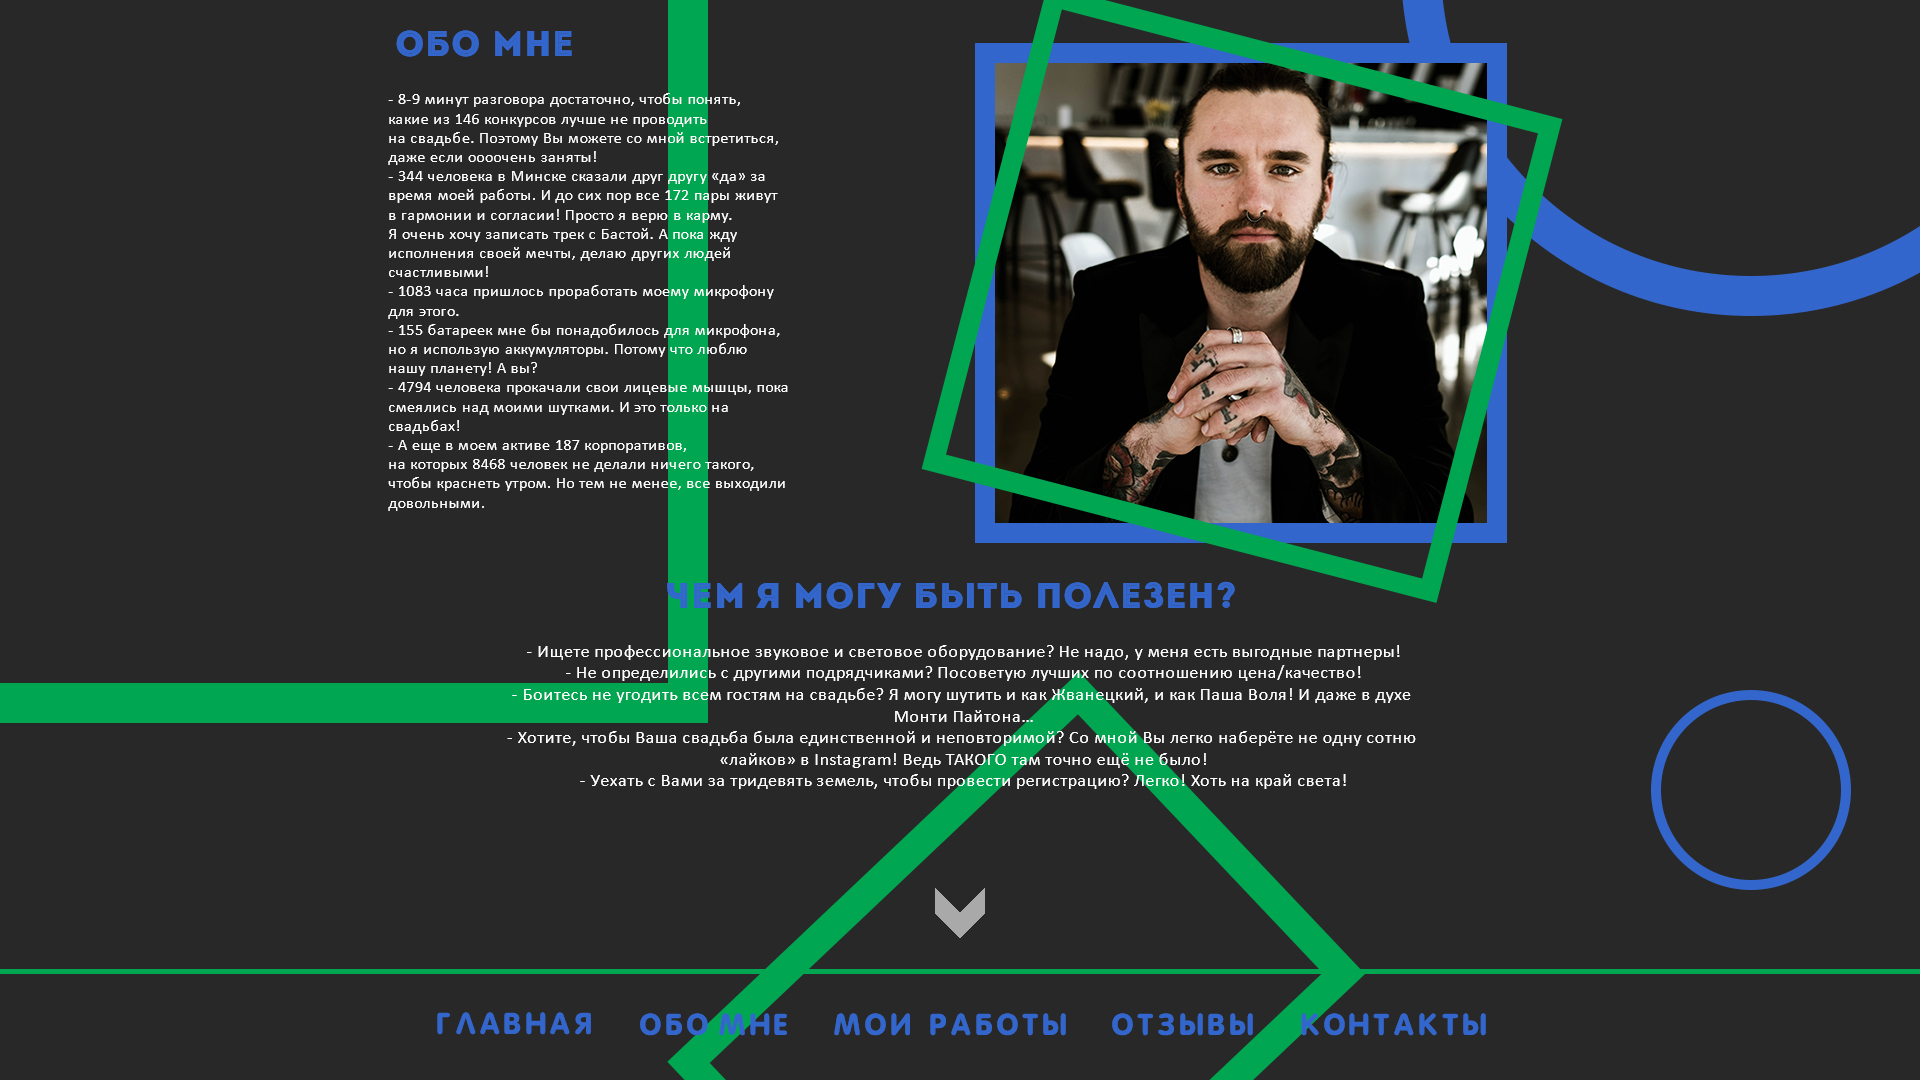 ОБО МНЕ
- 8-9 минут разговора достаточно, чтобы понять,
какие из 146 конкурсов лучше не проводить
на свадьбе. Поэтому Вы можете со мной встретиться,
даже если оооочень заняты!
- 344 человека в Минске сказали друг другу «да» за
время моей работы. И до сих пор все 172 пары живут
в гармонии и согласии! Просто я верю в карму.
Я очень хочу записать трек с Бастой. А пока жду
исполнения своей мечты, делаю других людей
счастливыми!
- 1083 часа пришлось проработать моему микрофону
для этого.
- 155 батареек мне бы понадобилось для микрофона,
но я использую аккумуляторы. Потому что люблю
нашу планету! А вы?
- 4794 человека прокачали свои лицевые мышцы, пока
смеялись над моими шутками. И это только на
свадьбах!
- А еще в моем активе 187 корпоративов,
на которых 8468 человек не делали ничего такого,
чтобы краснеть утром. Но тем не менее, все выходили
довольными.
ЧЕМ Я МОГУ БЫТЬ ПОЛЕЗЕН?
- Ищете профессиональное звуковое и световое оборудование? Не надо, у меня есть выгодные партнеры!
- Не определились с другими подрядчиками? Посоветую лучших по соотношению цена/качество!
- Боитесь не угодить всем гостям на свадьбе? Я могу шутить и как Жванецкий, и как Паша Воля! И даже в духе
Монти Пайтона...
- Хотите, чтобы Ваша свадьба была единственной и неповторимой? Со мной Вы легко наберёте не одну сотню
«лайков» в Instagram! Ведь ТАКОГО там точно ещё не было!
- Уехать с Вами за тридевять земель, чтобы провести регистрацию? Легко! Хоть на край света!
ГЛАВНАЯ ОБО МНЕ МОИ РАБОТЫ ОТЗЫВЫ КОНТАКТЫ